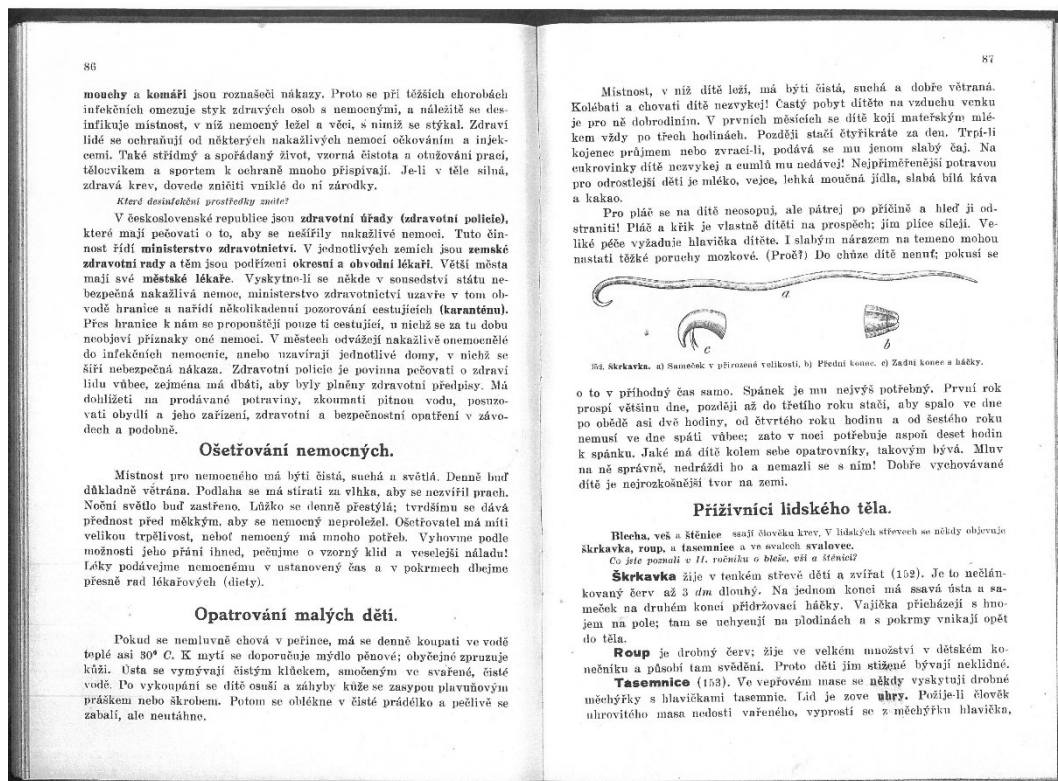 86
mouchy a komáři jsou roznašeči nákazy. Proto se při těžších chorobách
infekčních omezuje styk zdravých osob s nemocnými, a náležitě se des-
infikuje místnost, v níž nemocný ležel a věci, s nimiž se stýkal. Zdraví
lidé se ochraňují od některých nakažlivých nemocí očkováním a injek-
cemi. Také střídmý a spořádaný život, vzorná čistota a otužování prací,
tělocvikem a sportem k ochraně mnoho přispívají. Je-li v těle silná,
zdravá krev, dovede zničiti vniklé do ní zárodky.
Které desinfekční prostředky znáte?
V československé republice jsou zdravotní úřady (zdravotní policie),
které mají pečovati o to, aby se nešířily nakažlivé nemoci. Tuto čin-
nost řídí ministerstvo zdravotnictví. V jednotlivých zemích jsou zemské
zdravotní rady a těm jsou podřízeni okresní a obvodní lékaři. Větší města
mají své městské lékaře. Vyskytne-li se někde v sousedství státu ne-
bezpečná nakažlivá nemoc, ministerstvo zdravotnictví uzavře v tom ob-
vodě hranice a nařídí několikadenní pozorování cestujících (karanténu).
Přes hranice k nám se propouštějí pouze ti cestující, u nichž se za tu dobu
neobjeví příznaky oné nemoci. V městech odvážejí nakažlivě onemocnělé
do infekčních nemocnic, anebo uzavírají jednotlivé domy, v nichž se
šíří nebezpečná nákaza. Zdravotní policie je povinna pečovati o zdraví
lidu vůbec, zejména má dbáti, aby byly plněny zdravotní předpisy. Má
dohlížeti na prodávané potraviny, zkoumati pitnou vodu, posuzo-
vati obydlí a jeho zařízení, zdravotní a bezpečnostní opatření v závo-
dech a podobně.
Ošetřování nemocných.
Místnost pro nemocného má býti čistá, suchá a světlá. Denně buď
důkladně větrána. Podlaha se má stírati za vlhka, aby se nezvířil prach.
Noční světlo buď zastřeno. Lůžko se denně přestýlá; tvrdšímu se dává
přednost před měkkým, aby se nemocný neproležel. Ošetřovatel má míti
velikou trpělivost, neboť nemocný má mnoho potřeb. Vyhovme podle
možnosti jeho přání ihned, pečujme o vzorný klid a veselejší náladu!
Léky podávejme nemocnému v ustanovený čas a v pokrmech dbejme
přesně rad lékařových (diety).
Opatrování malých dětí.
Pokud se nemluvně chová v peřince, má se denně koupati ve vodě
teplé asi 30° C. K mytí se doporučuje mýdlo pěnové; obyčejné zpruzuje
kůži. Ústa se vymývají čistým klůckem, smočeným ve svařené, čisté
vodě. Po vykoupání se dítě osuší a záhyby kůže se zasypou plavuňovým
práškem nebo škrobem. Potom se oblékne v čisté prádélko a pečlivě se
zabalí, ale neutáhne.
87
Místnost, v níž dítě leží, má býti čistá, suchá a dobře větraná.
Kolébati a chovati dítě nezvykej! Častý pobyt dítěte na vzduchu venku
je pro ně dobrodiním. V prvních měsících se dítě kojí mateřským mlé-
kem vždy po třech hodinách. Později stačí čtyřikráte za den. Trpí-li
kojenec průjmem nebo zvrací-li, podává se mu jenom slabý čaj. Na
cukrovinky dítě nezvykej a cumlů mu nedávej! Nejpřiměřenější potravou
pro odrostlejší děti je mléko, vejce, lehká moučná jídla, slabá bílá káva
a kakao.
Pro pláč se na dítě neosopuj, ale pátrej po příčině a hleď ji od-
straniti! Pláč a křik je vlastně dítěti na prospěch; jím plíce sílejí. Ve-
liké péče vyžaduje hlavička dítěte. I slabým nárazem na temeno mohou
nastati těžké poruchy mozkové. (Proč?) Do chůze dítě nenuť; pokusí se
a
c
b
152. Škrkavka. a) Sameček v přirozené velikosti, b) Přední konec. c) Zadní konec s háčky.
o to v příhodný čas samo. Spánek je mu nejvýš potřebný. První rok
prospí většinu dne, později až do třetího roku stačí, aby spalo ve dne
po obědě asi dvě hodiny, od čtvrtého roku hodinu a od šestého roku
nemusí ve dne spáti vůbec; zato v noci potřebuje aspoň deset hodin
k spánku. Jaké má dítě kolem sebe opatrovníky, takovým bývá. Mluv
na ně správně, nedráždi ho a nemazli se s ním! Dobře vychovávané
dítě je nejrozkošnější tvor na zemi.
Příživníci lidského těla.
Blecha, veš a štěnice ssají člověku krev. V lidských střevech se někdy objevuje
škrkavka, roup, a tasemnice a ve svalech svalovec.
Co jste poznali v II. ročníku o bleše, vši a štěnici?
Škrkavka žije v tenkém střevě dětí a zvířat (152). Je to nečlán-
kovaný červ až 3 dm dlouhý. Na jednom konci má ssavá ústa a sa-
meček na druhém konci přidržovací háčky. Vajíčka přicházejí s hno-
jem na pole; tam se uchycují na plodinách a s pokrmy vnikají opět
do těla.
Roup je drobný červ; žije ve velkém množství v dětském ko-
nečníku a působí tam svědění. Proto děti jím stižené bývají neklidné.
Tasemnice (153). Ve vepřovém mase se někdy vyskytují drobné
měchýřky s hlavičkami tasemnic. Lid je zove uhry. Požije-li člověk
uhrovitého masa nedosti vařeného, vyprostí se z měchýřku hlavička,